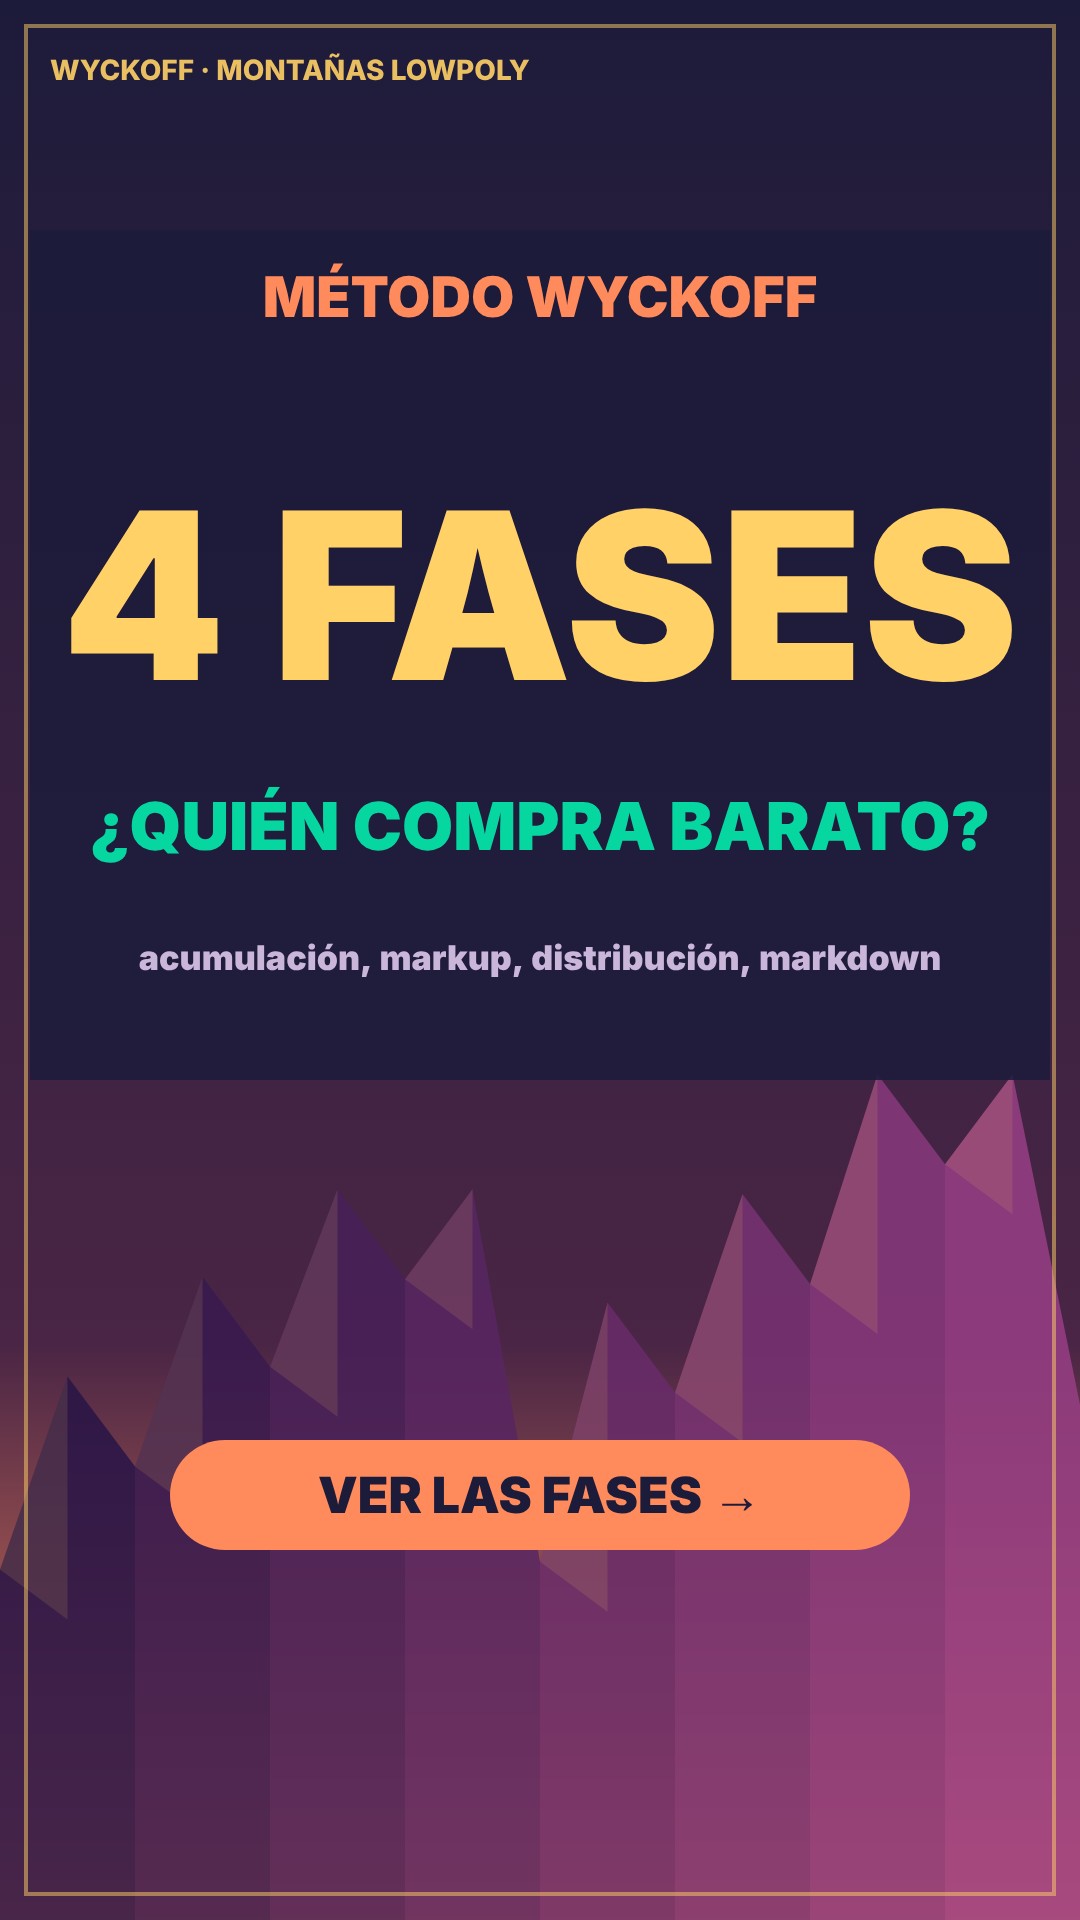 WYCKOFF · MONTAÑAS LOWPOLY
MÉTODO WYCKOFF
4 FASES
¿QUIÉN COMPRA BARATO?
acumulación, markup, distribución, markdown
VER LAS FASES →